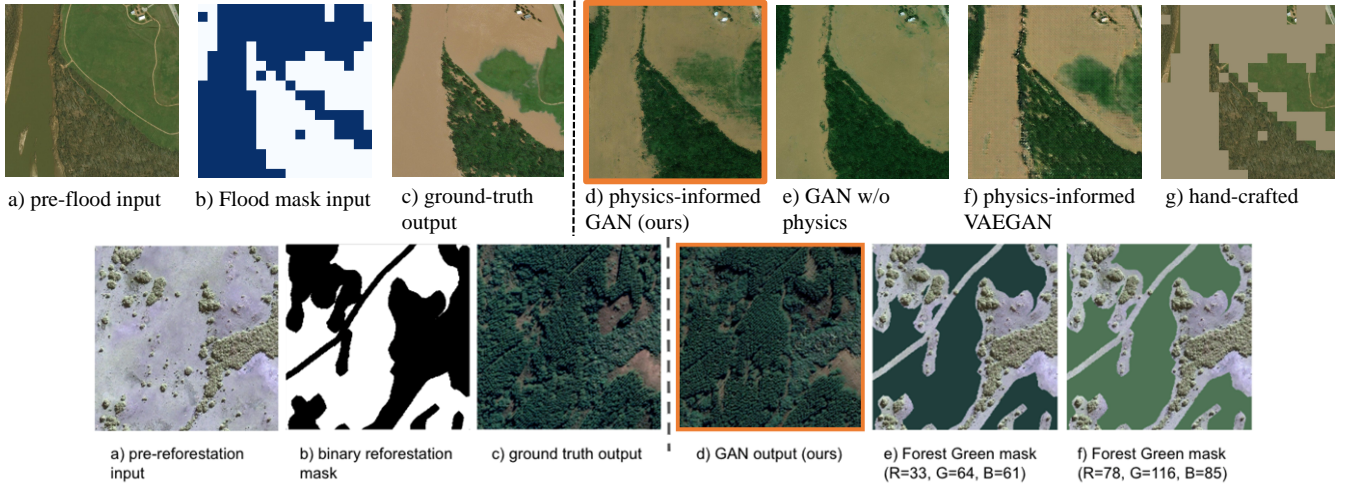 a) pre-flood input
b) Flood mask input
c) ground-truth
output
d) physics-informed
GAN (ours)
e) GAN w/o
physics
f) physics-informed
VAEGAN
g) hand-crafted
a) pre-reforestation
input
b) binary reforestation
mask
c) ground truth output
d) GAN output (ours)
e) Forest Green mask
(R=33, G=64, B=61)
f) Forest Green mask
(R=78, G=116, B=85)